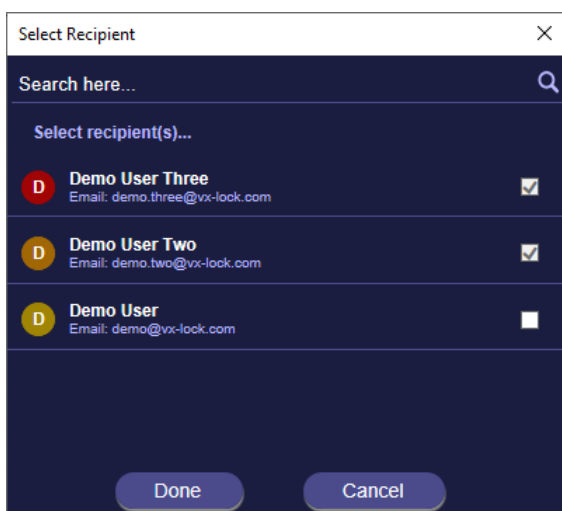 Select Recipient
Search here...
Select recipient(s)...
D
Demo User Three
Email: demo.three@vx-lock.com
D
Demo User Two
Email: demo.two@vx-lock.com
D
Demo User
Email: demo@vx-lock.com
Done
Cancel